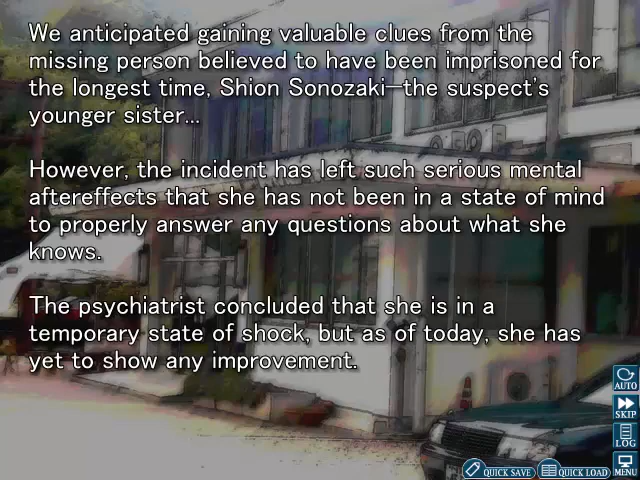 We anticipated gaining valuable clues from the
missing person believed to have been imprisoned for
the longest time, Shion Sonozaki—the suspect's
younger sister...
However, the incident has left such serious mental
aftereffects that she has not been in a state of mind
to properly answer any questions about what she
knows.
The psychiatrist concluded that she is in a
temporary state of shock, but as of today, she has
yet to show any improvement.
AUTO
SKIP
LOG
MENU
QUICK SAVE
QUICK LOAD